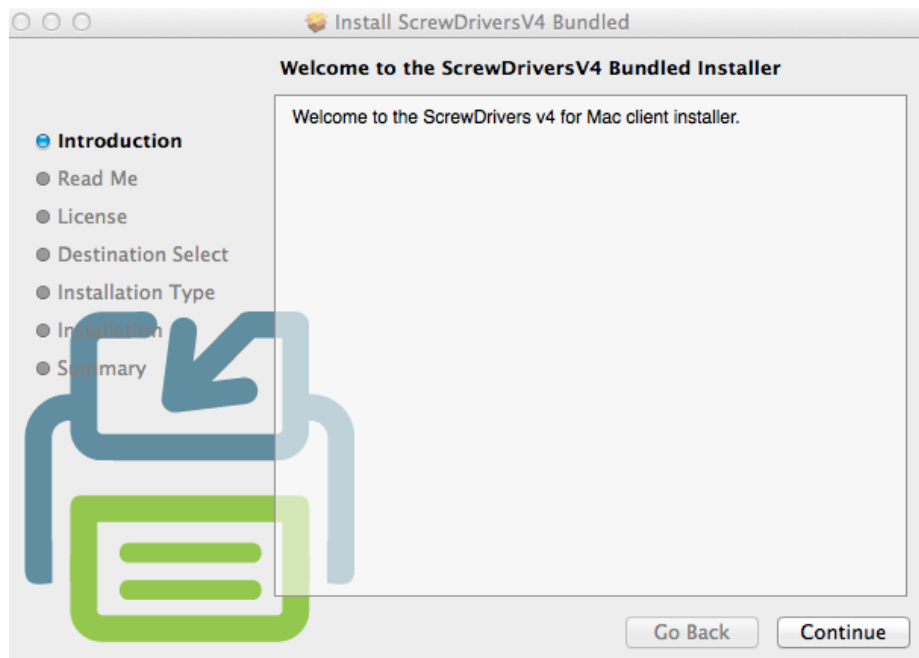 Install ScrewDriversV4 Bundled
Welcome to the ScrewDriversV4 Bundled Installer
Welcome to the ScrewDrivers v4 for Mac client installer.
Introduction
Read Me
License
Destination Select
Installation Type
Installation
Summary
Go Back
Continue